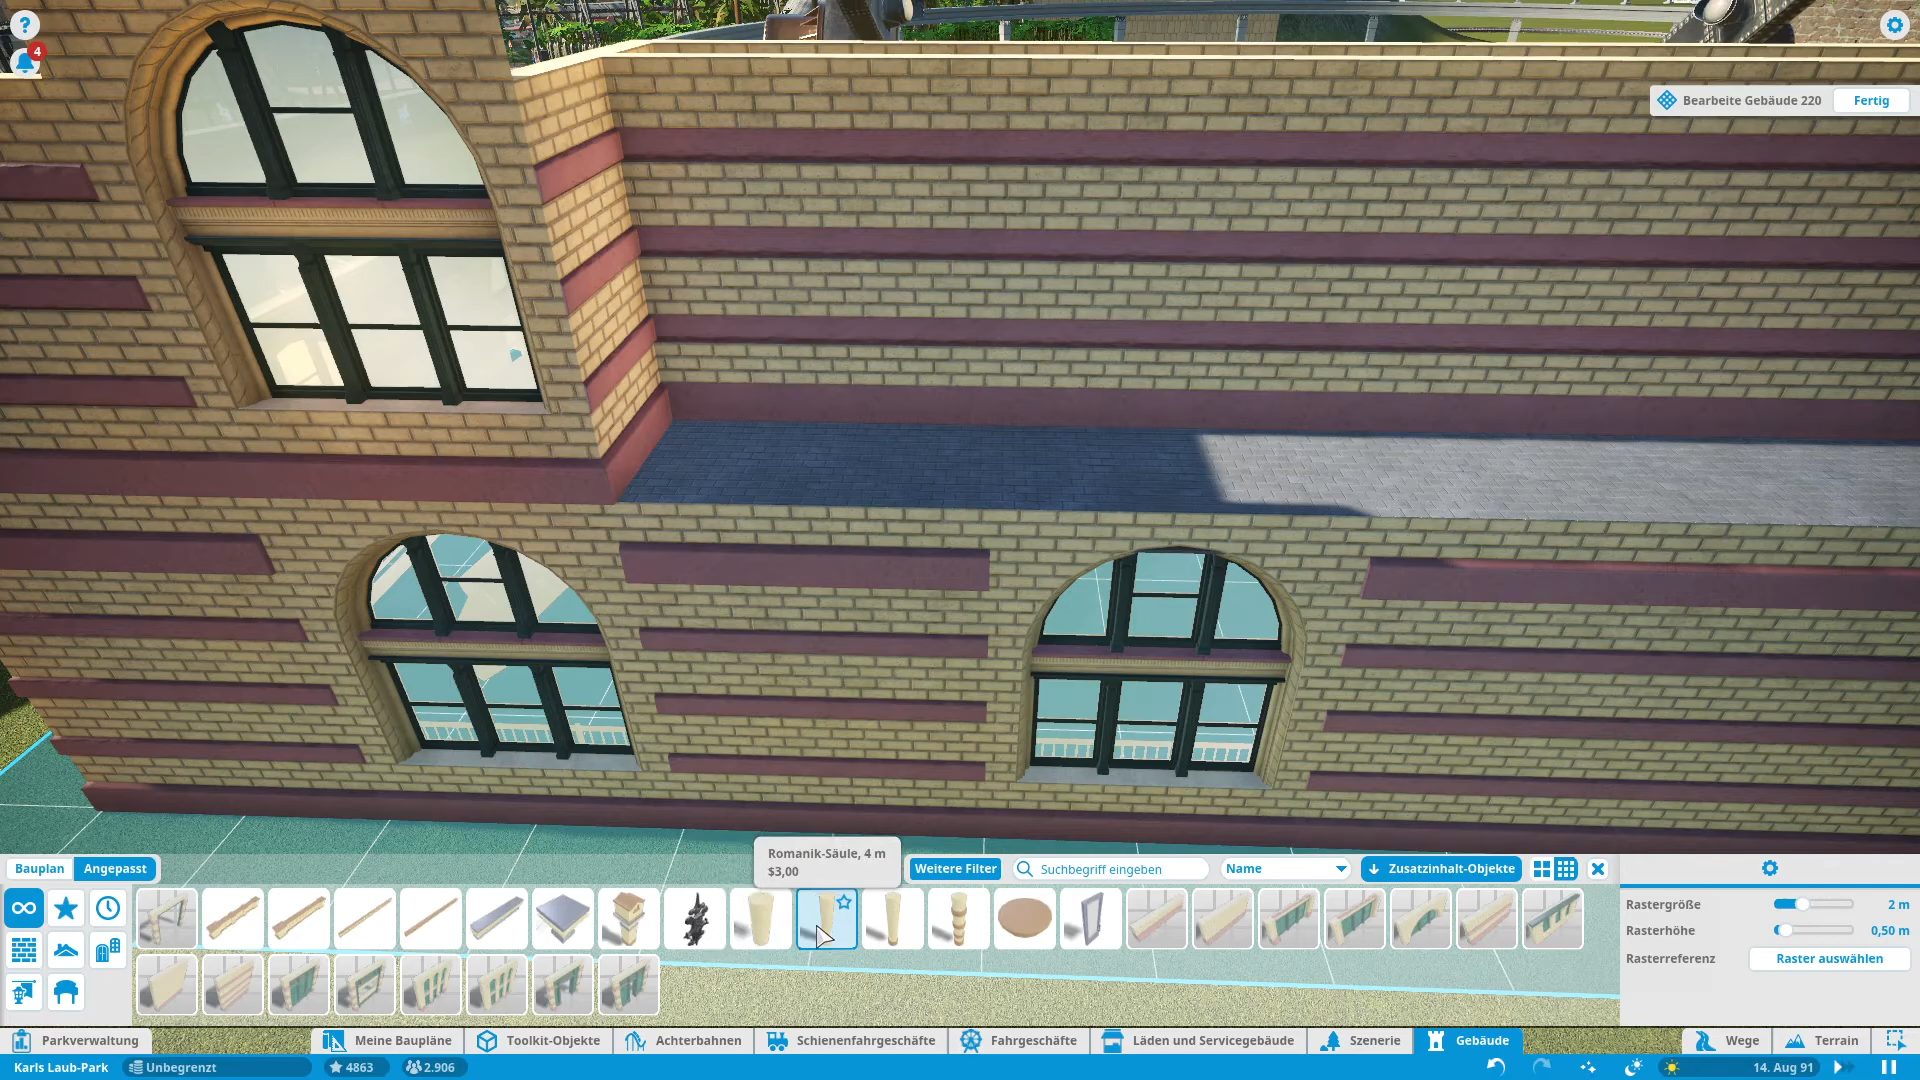 4
Bearbeite Gebäude 220
Fertig
Romanik-Säule, 4 m
$3,00
Bauplan
Angepasst
Weitere Filter
Suchbegriff eingeben
Name
Zusatzinhalt-Objekte
Rastergröße
2 m
Rasterhöhe
0,50 m
Rasterreferenz
Raster auswählen
Parkverwaltung
Meine Baupläne
Toolkit-Objekte
Achterbahnen
Schienenfahrgeschäfte
Fahrgeschäfte
Läden und Servicegebäude
Szenerie
Gebäude
Wege
Terrain
Karls Laub-Park
Unbegrenzt
4863
2.906
14. Aug 91